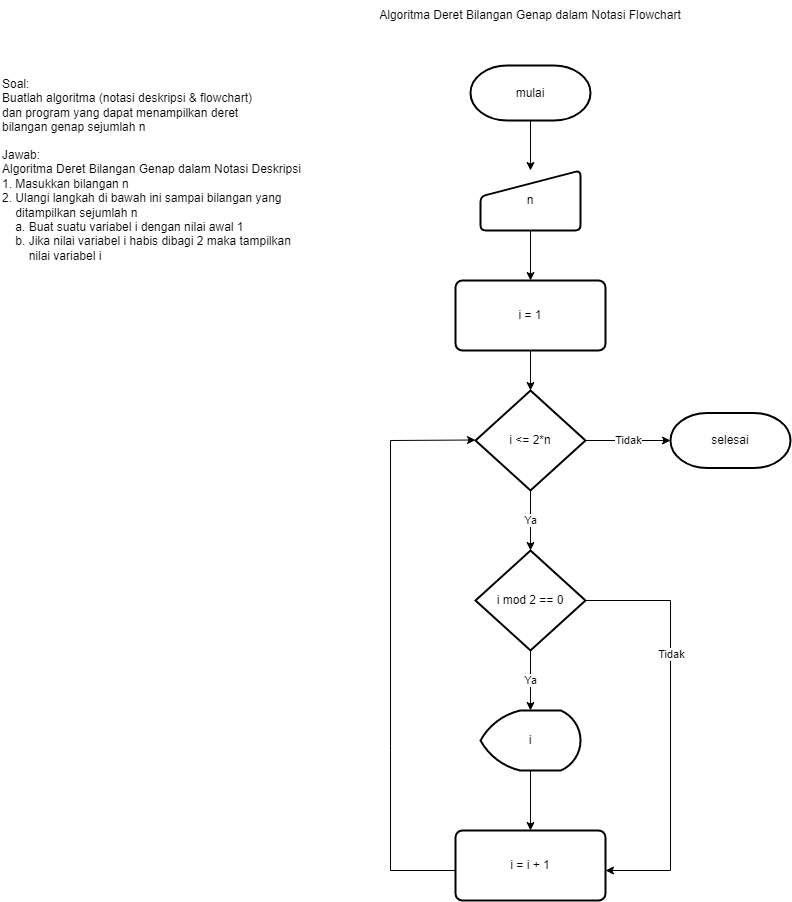 Algoritma Deret Bilangan Genap dalam Notasi Flowchart
Soal:
Buatlah algoritma (notasi deskripsi & flowchart)
dan program yang dapat menampilkan deret
bilangan genap sejumlah n
Jawab:
Algoritma Deret Bilangan Genap dalam Notasi Deskripsi
1. Masukkan bilangan n
2. Ulangi langkah di bawah ini sampai bilangan yang
ditampilkan sejumlah n
a. Buat suatu variabel i dengan nilai awal 1
b. Jika nilai variabel i habis dibagi 2 maka tampilkan
nilai variabel i
mulai
n
i = 1
i <= 2*n
Tidak
selesai
Ya
i mod 2 == 0
Tidak
Ya
i
i = i + 1